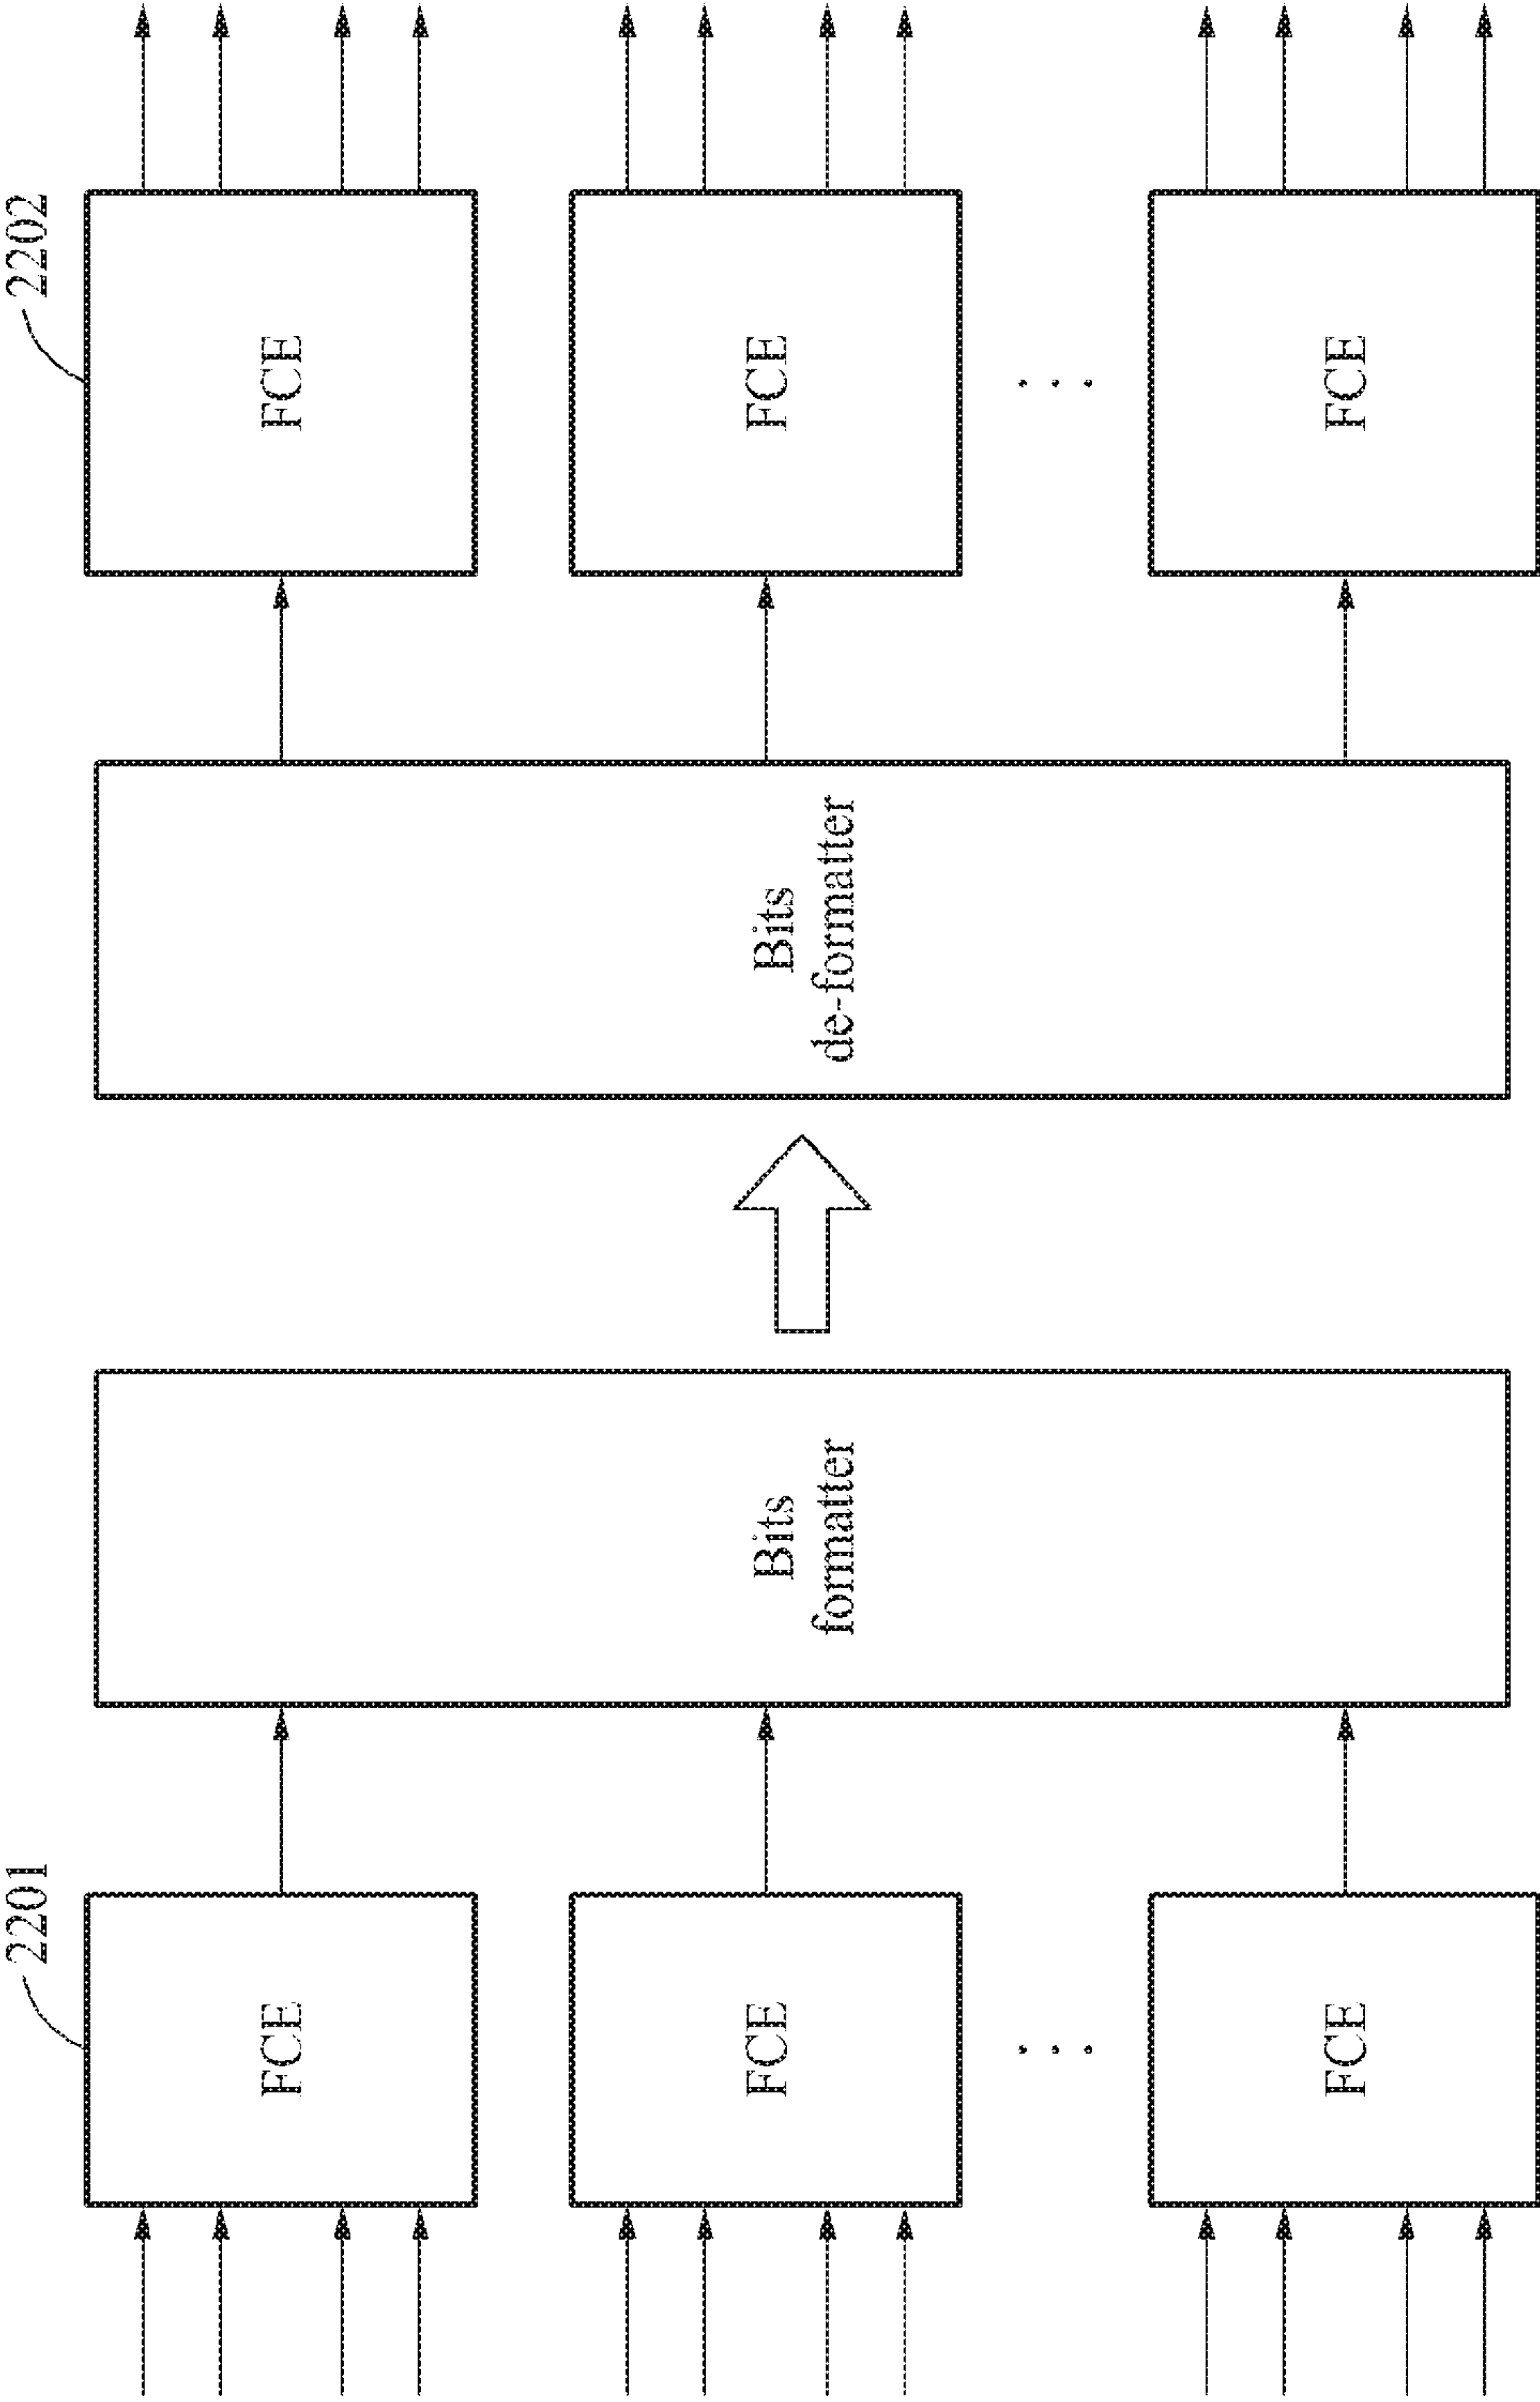 2201
FCE
FCE
FCE
Bits
formatter
Bits
de-formatter
2202
FCE
FCE
FCE